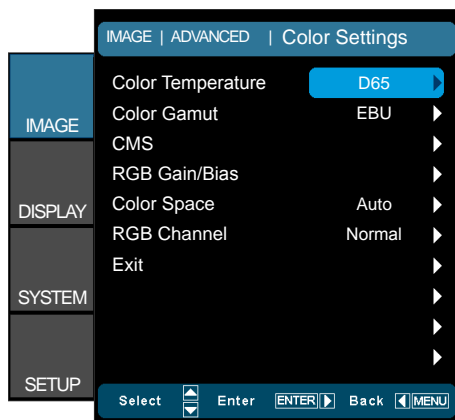 IMAGE | ADVANCED | Color Settings
IMAGE
DISPLAY
SYSTEM
SETUP
Color Temperature D65
Color Gamut EBU
CMS
RGB Gain/Bias
Color Space Auto
RGB Channel Normal
Exit
Select Enter ENTER Back MENU